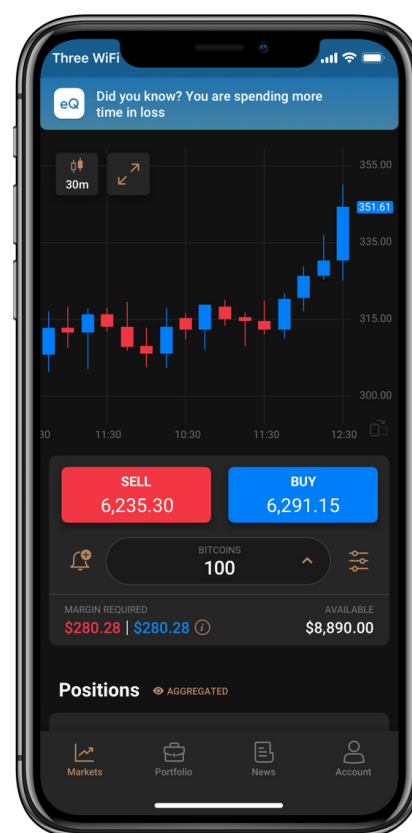 Three WiFi
eQ
Did you know? You are spending more
time in loss
30m
355.00
351.61
335.00
315.00
300.00
30
11:30
10:30
11:30
12:30
SELL
6,235.30
BUY
6,291.15
BITCOINS
100
MARGIN REQUIRED
$280.28 | $280.28 i
AVAILABLE
$8,890.00
Positions AGGREGATED
Markets
Portfolio
News
Account